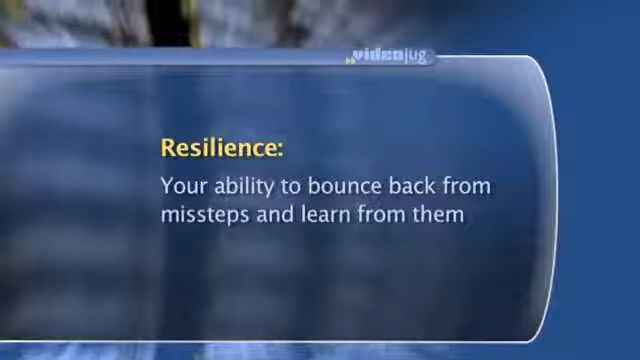 videojug
Resilience:
Your ability to bounce back from
missteps and learn from them